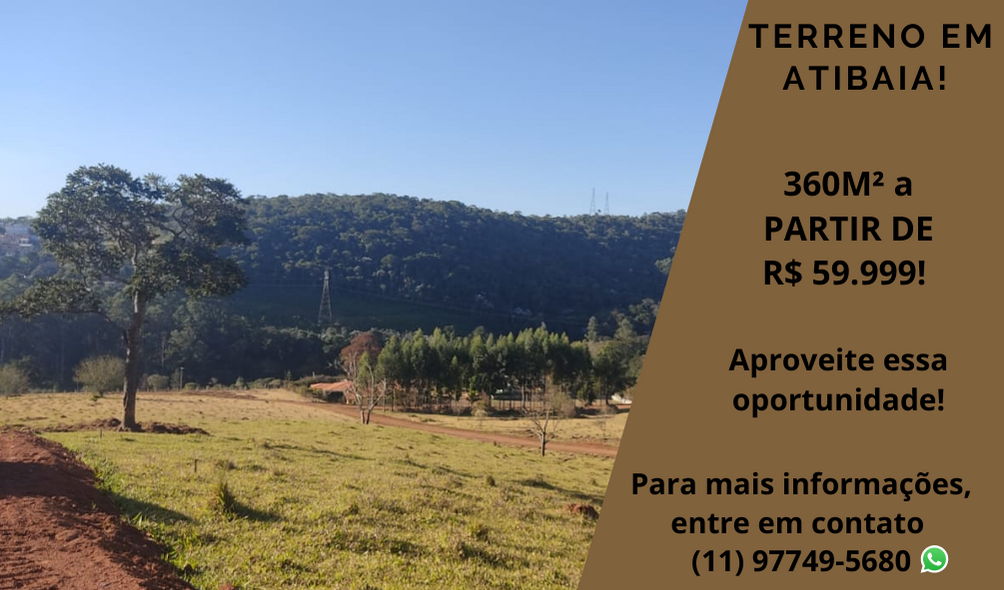 TERRENO EM
ATIBAIA!
360M² a
PARTIR DE
R$ 59.999!
Aproveite essa
oportunidade!
Para mais informações,
entre em contato
(11) 97749-5680